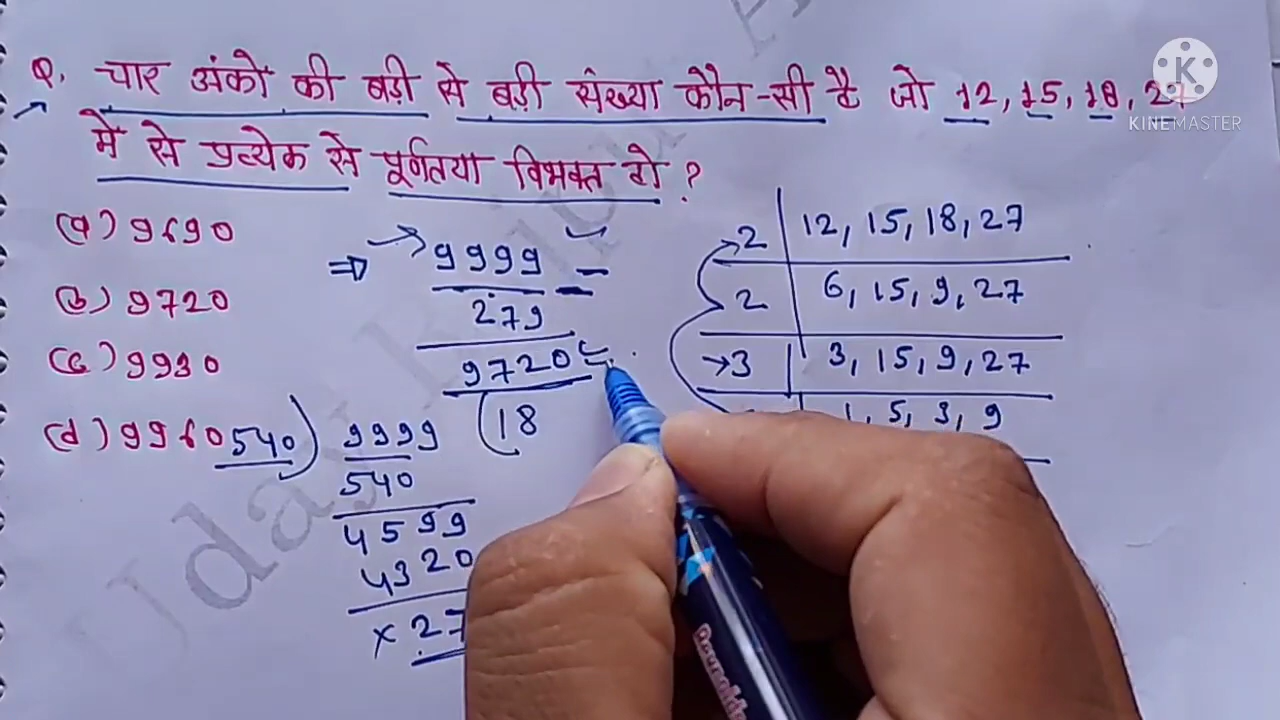 Q. चार अंको की बड़ी से बड़ी संख्या कौन-सी है जो 12, 15, 18, 27
में से प्रत्येक से पूर्णतया विभक्त हो ?
KINEMASTER
(a) 9690
(b) 9720
(c) 9930
(d) 9960
⇒ 9999
279
9720
18
540) 9999 (18
540
4599
4320
× 27
2 | 12, 15, 18, 27
2 | 6, 15, 9, 27
→3 | 3, 15, 9, 27
1, 5, 3, 9